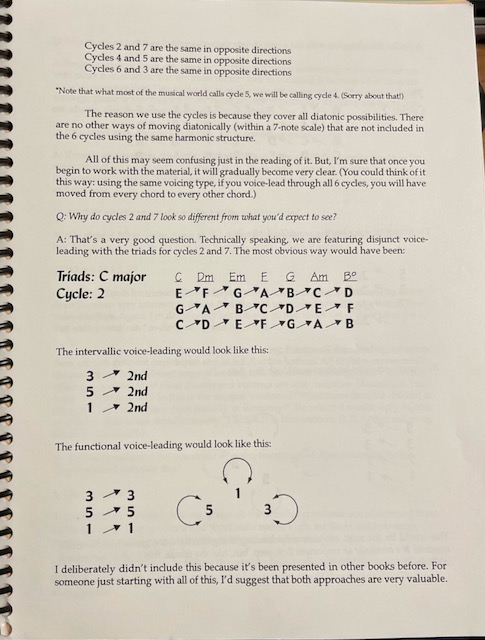 Cycles 2 and 7 are the same in opposite directions
Cycles 4 and 5 are the same in opposite directions
Cycles 6 and 3 are the same in opposite directions
*Note that what most of the musical world calls cycle 5, we will be calling cycle 4. (Sorry about that!)
The reason we use the cycles is because they cover all diatonic possibilities. There
are no other ways of moving diatonically (within a 7-note scale) that are not included in
the 6 cycles using the same harmonic structure.
All of this may seem confusing just in the reading of it. But, I'm sure that once you
begin to work with the material, it will gradually become very clear. (You could think of it
this way: using the same voicing type, if you voice-lead through all 6 cycles, you will have
moved from every chord to every other chord.)
Q: Why do cycles 2 and 7 look so different from what you'd expect to see?
A: That's a very good question. Technically speaking, we are featuring disjunct voice-
leading with the triads for cycles 2 and 7. The most obvious way would have been:
Triads: C major C Dm Em F G Am B°
Cycle: 2 E ↗ F ↗ G ↗ A ↗ B ↗ C ↗ D
G ↗ A ↗ B ↗ C ↗ D ↗ E ↗ F
C ↗ D ↗ E ↗ F ↗ G ↗ A ↗ B
The intervallic voice-leading would look like this:
3 ↗ 2nd
5 ↗ 2nd
1 ↗ 2nd
The functional voice-leading would look like this:
1
3 ↗ 3
5 ↗ 5 5 3
1 ↗ 1
I deliberately didn't include this because it's been presented in other books before. For
someone just starting with all of this, I'd suggest that both approaches are very valuable.